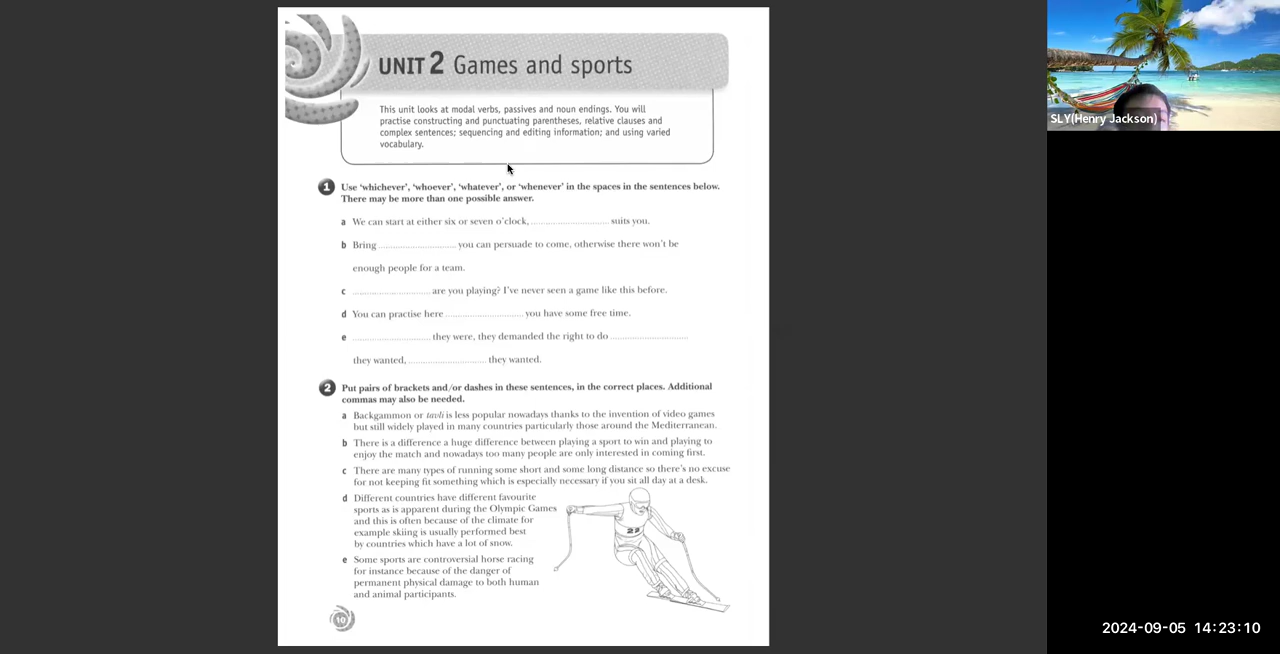 UNIT 2 Games and sports
This unit looks at modal verbs, passives and noun endings. You will
practise constructing and punctuating parentheses, relative clauses and
complex sentences; sequencing and editing information; and using varied
vocabulary.
1 Use ‘whichever’, ‘whoever’, ‘whatever’, or ‘whenever’ in the spaces in the sentences below.
There may be more than one possible answer.
a We can start at either six or seven o’clock, .............................. suits you.
b Bring .............................. you can persuade to come, otherwise there won’t be
enough people for a team.
c .............................. are you playing? I’ve never seen a game like this before.
d You can practise here .............................. you have some free time.
e .............................. they were, they demanded the right to do ..............................
they wanted, .............................. they wanted.
2 Put pairs of brackets and/or dashes in these sentences, in the correct places. Additional
commas may also be needed.
a Backgammon or tavli is less popular nowadays thanks to the invention of video games
but still widely played in many countries particularly those around the Mediterranean.
b There is a difference a huge difference between playing a sport to win and playing to
enjoy the match and nowadays too many people are only interested in coming first.
c There are many types of running some short and some long distance so there’s no excuse
for not keeping fit something which is especially necessary if you sit all day at a desk.
d Different countries have different favourite
sports as is apparent during the Olympic Games
and this is often because of the climate for
example skiing is usually performed best
by countries which have a lot of snow.
e Some sports are controversial horse racing
for instance because of the danger of
permanent physical damage to both human
and animal participants.
22
10
SLY(Henry Jackson)
2024-09-05 14:23:10